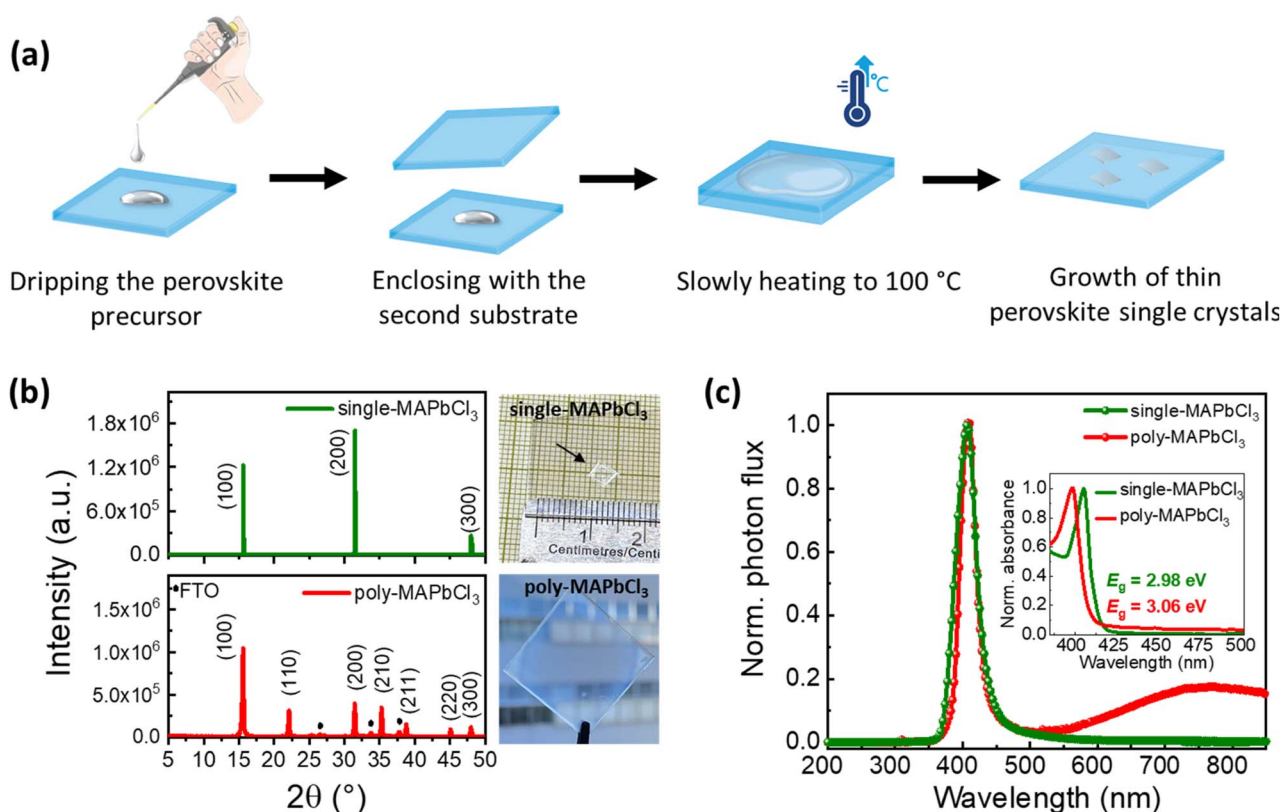 (a)
°C
Dripping the perovskite
precursor
Enclosing with the
second substrate
Slowly heating to 100 °C
Growth of thin
perovskite single crystals
(b)
Intensity (a.u.)
1.8x10⁶
1.2x10⁶
6.0x10⁵
0.0
single-MAPbCl₃
(100)
(200)
(300)
single-MAPbCl₃
1
2
Centimetres/Centi
1.5x10⁶
1.0x10⁶
5.0x10⁵
0.0
•FTO
poly-MAPbCl₃
(100)
(110)
(200)
(210)
(211)
(220)
(300)
poly-MAPbCl₃
5 10 15 20 25 30 35 40 45 50
2θ (°)
(c)
Norm. photon flux
1.0
0.8
0.6
0.4
0.2
0.0
single-MAPbCl₃
poly-MAPbCl₃
Norm. absorbance
1.0
0.8
0.6
0.4
0.2
0.0
single-MAPbCl₃
poly-MAPbCl₃
E_g = 2.98 eV
E_g = 3.06 eV
400 425 450 475 500
Wavelength (nm)
200 300 400 500 600 700 800
Wavelength (nm)